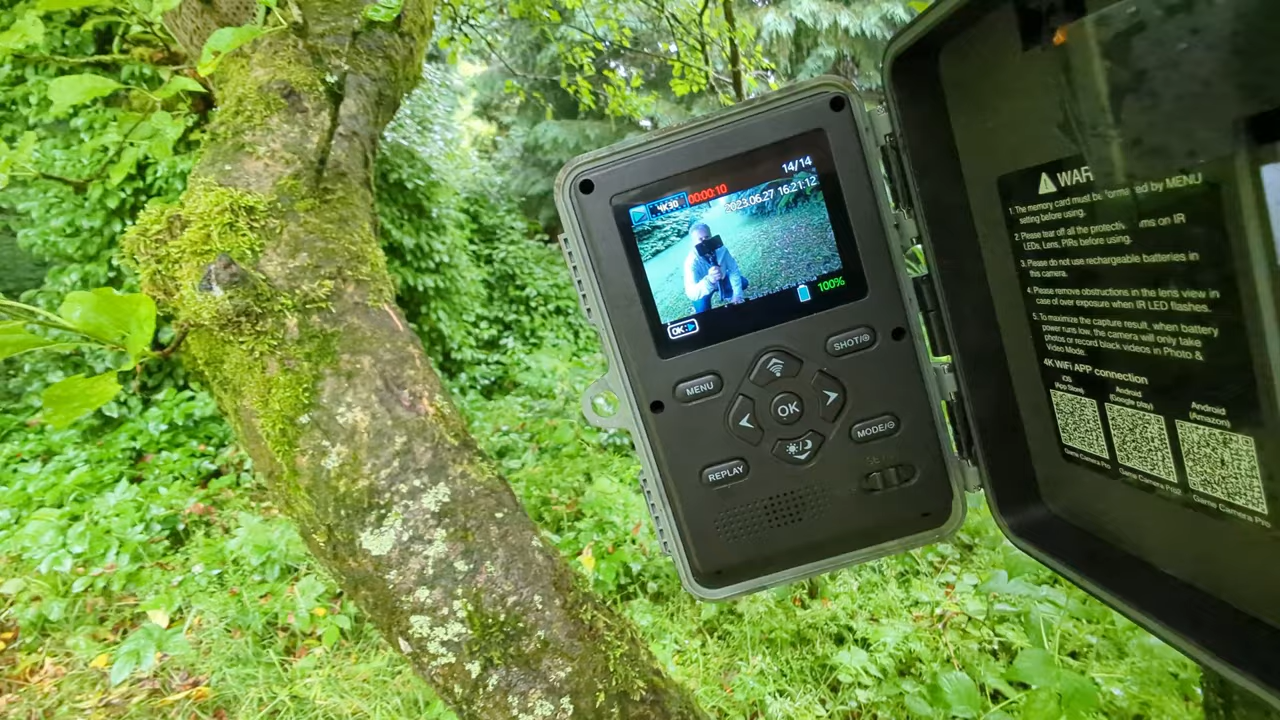 14/14
4K30 00:00:10 2023.06.27 16:21:12
100%
OK:
SHOT/
MENU
OK
MODE/
REPLAY
WAR
1. The memory card must be formatted by MENU
setting before using.
2. Please tear off all the protective films on IR
LEDs, Lens, PIRs before using.
3. Please do not use rechargeable batteries in
this camera.
4. Please remove obstructions in the lens view in
case of over exposure when IR LED flashes.
5. To maximize the capture result, when battery
power runs low, the camera will only take
photos or record black videos in Photo &
Video Mode.
4K WiFi APP connection
iOS
(App Store)
Android
(Google play)
Android
(Amazon)
Game Camera Pro
Game Camera Pro2
Game Camera Pro